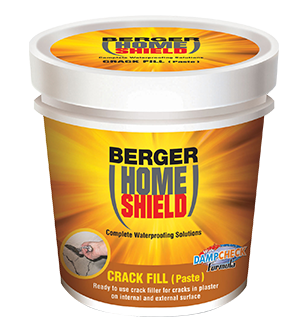 BERGER
HOME
SHIELD
Complete Waterproofing Solutions
CRACK FILL (Paste)
BERGER
HOME
SHIELD
Complete Waterproofing Solutions
DAMPCHECK
Formula
CRACK FILL (Paste)
Ready to use crack filler for cracks in plaster
on internal and external surface